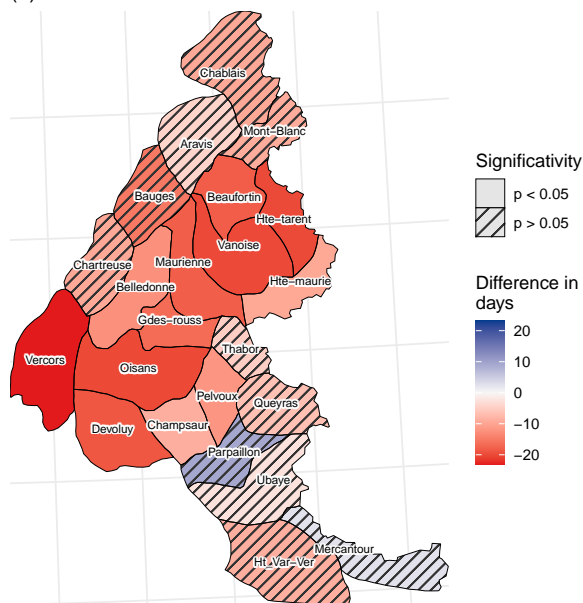 Chablais
Mont−Blanc
Aravis
Bauges
Beaufortin
Hte−tarent
Vanoise
Chartreuse
Maurienne
Belledonne
Hte−maurie
Gdes−rouss
Thabor
Vercors
Oisans
Pelvoux
Queyras
Devoluy
Champsaur
Parpaillon
Ubaye
Mercantour
Ht_Var−Ver
Significativity
p < 0.05
p > 0.05
Difference in
days
20
10
0
−10
−20